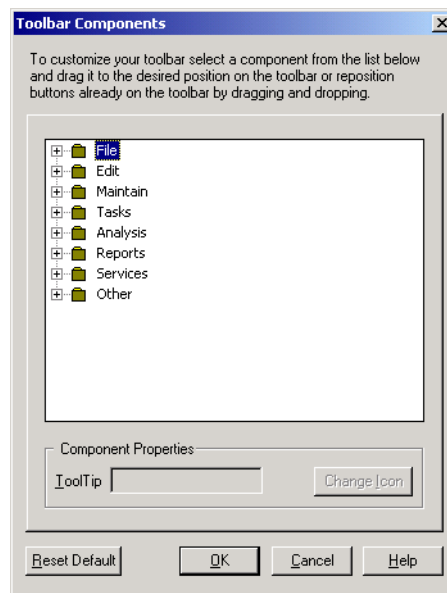 Toolbar Components
To customize your toolbar select a component from the list below
and drag it to the desired position on the toolbar or reposition
buttons already on the toolbar by dragging and dropping.
File
Edit
Maintain
Tasks
Analysis
Reports
Services
Other
Component Properties
ToolTip
Change Icon
Reset Default
OK
Cancel
Help